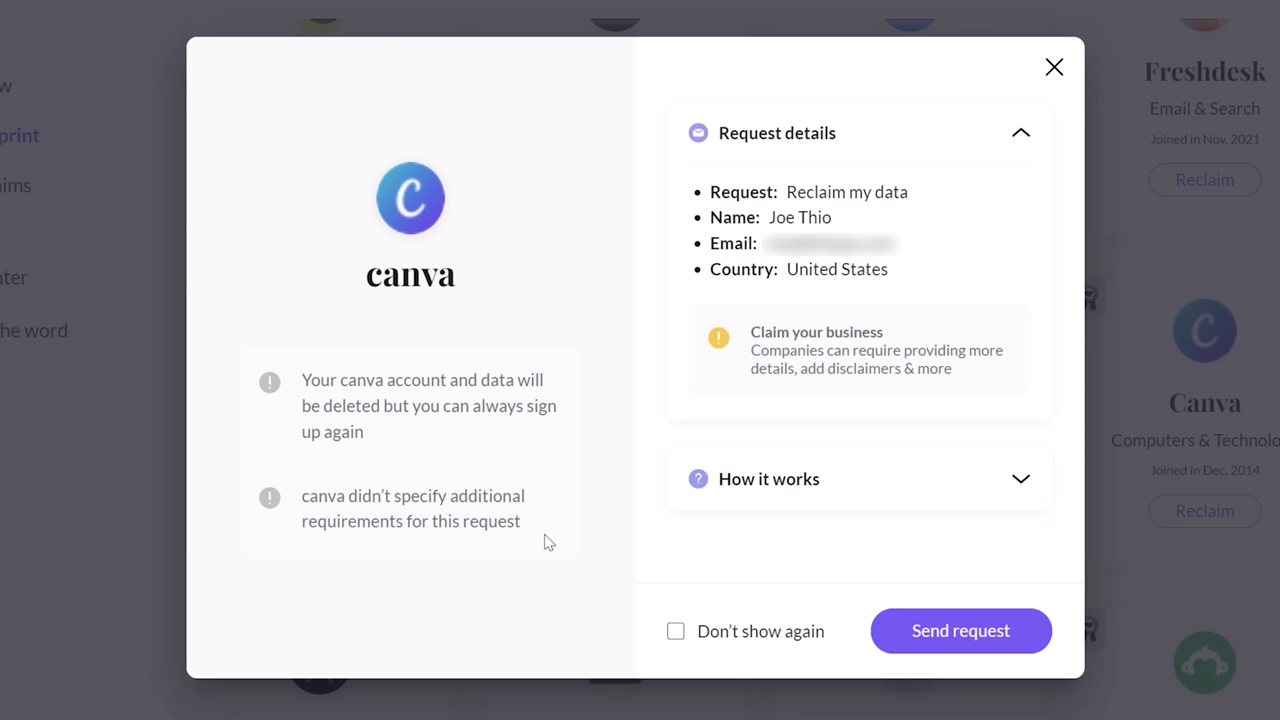 w
print
aims
nter
he word
C
canva
Your canva account and data will
be deleted but you can always sign
up again
canva didn't specify additional
requirements for this request
Request details
• Request: Reclaim my data
• Name: Joe Thio
• Email:
• Country: United States
Claim your business
Companies can require providing more
details, add disclaimers & more
How it works
Don't show again
Send request
Freshdesk
Email & Search
Joined in Nov, 2021
Reclaim
C
Canva
Computers & Technolo
Joined in Dec, 2014
Reclaim